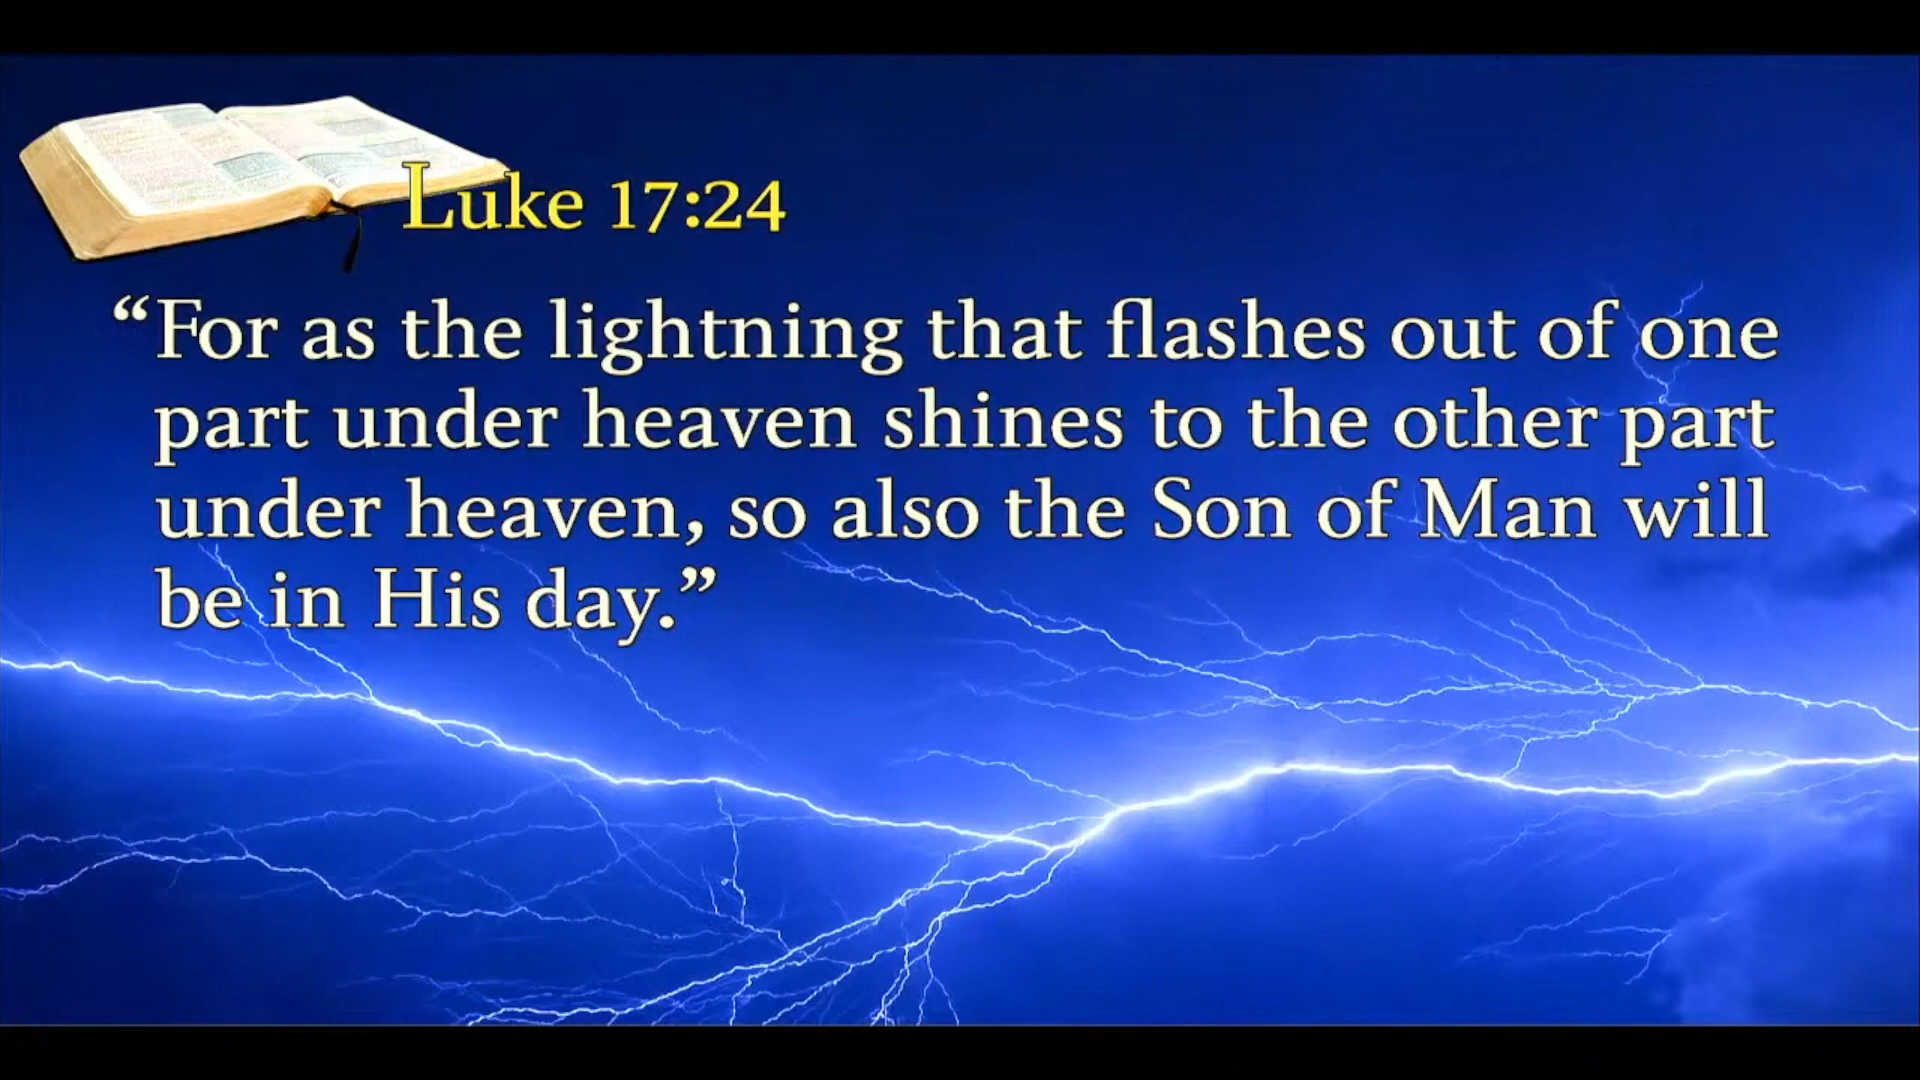 Luke 17:24
“For as the lightning that flashes out of one
part under heaven shines to the other part
under heaven, so also the Son of Man will
be in His day.”